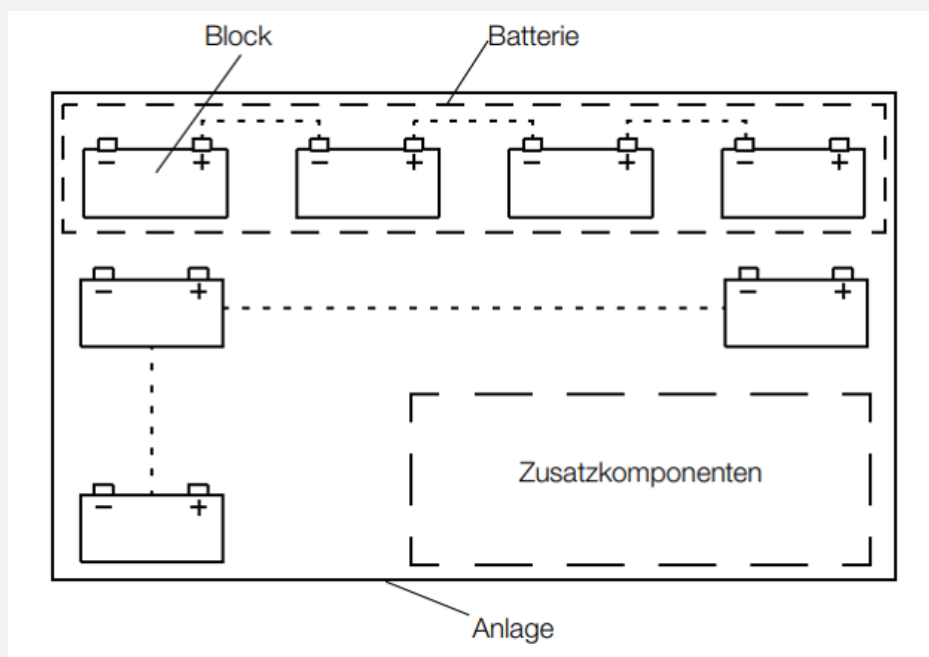 Block
Batterie
− + − + − + − +
− + − +
Zusatzkomponenten
− +
Anlage